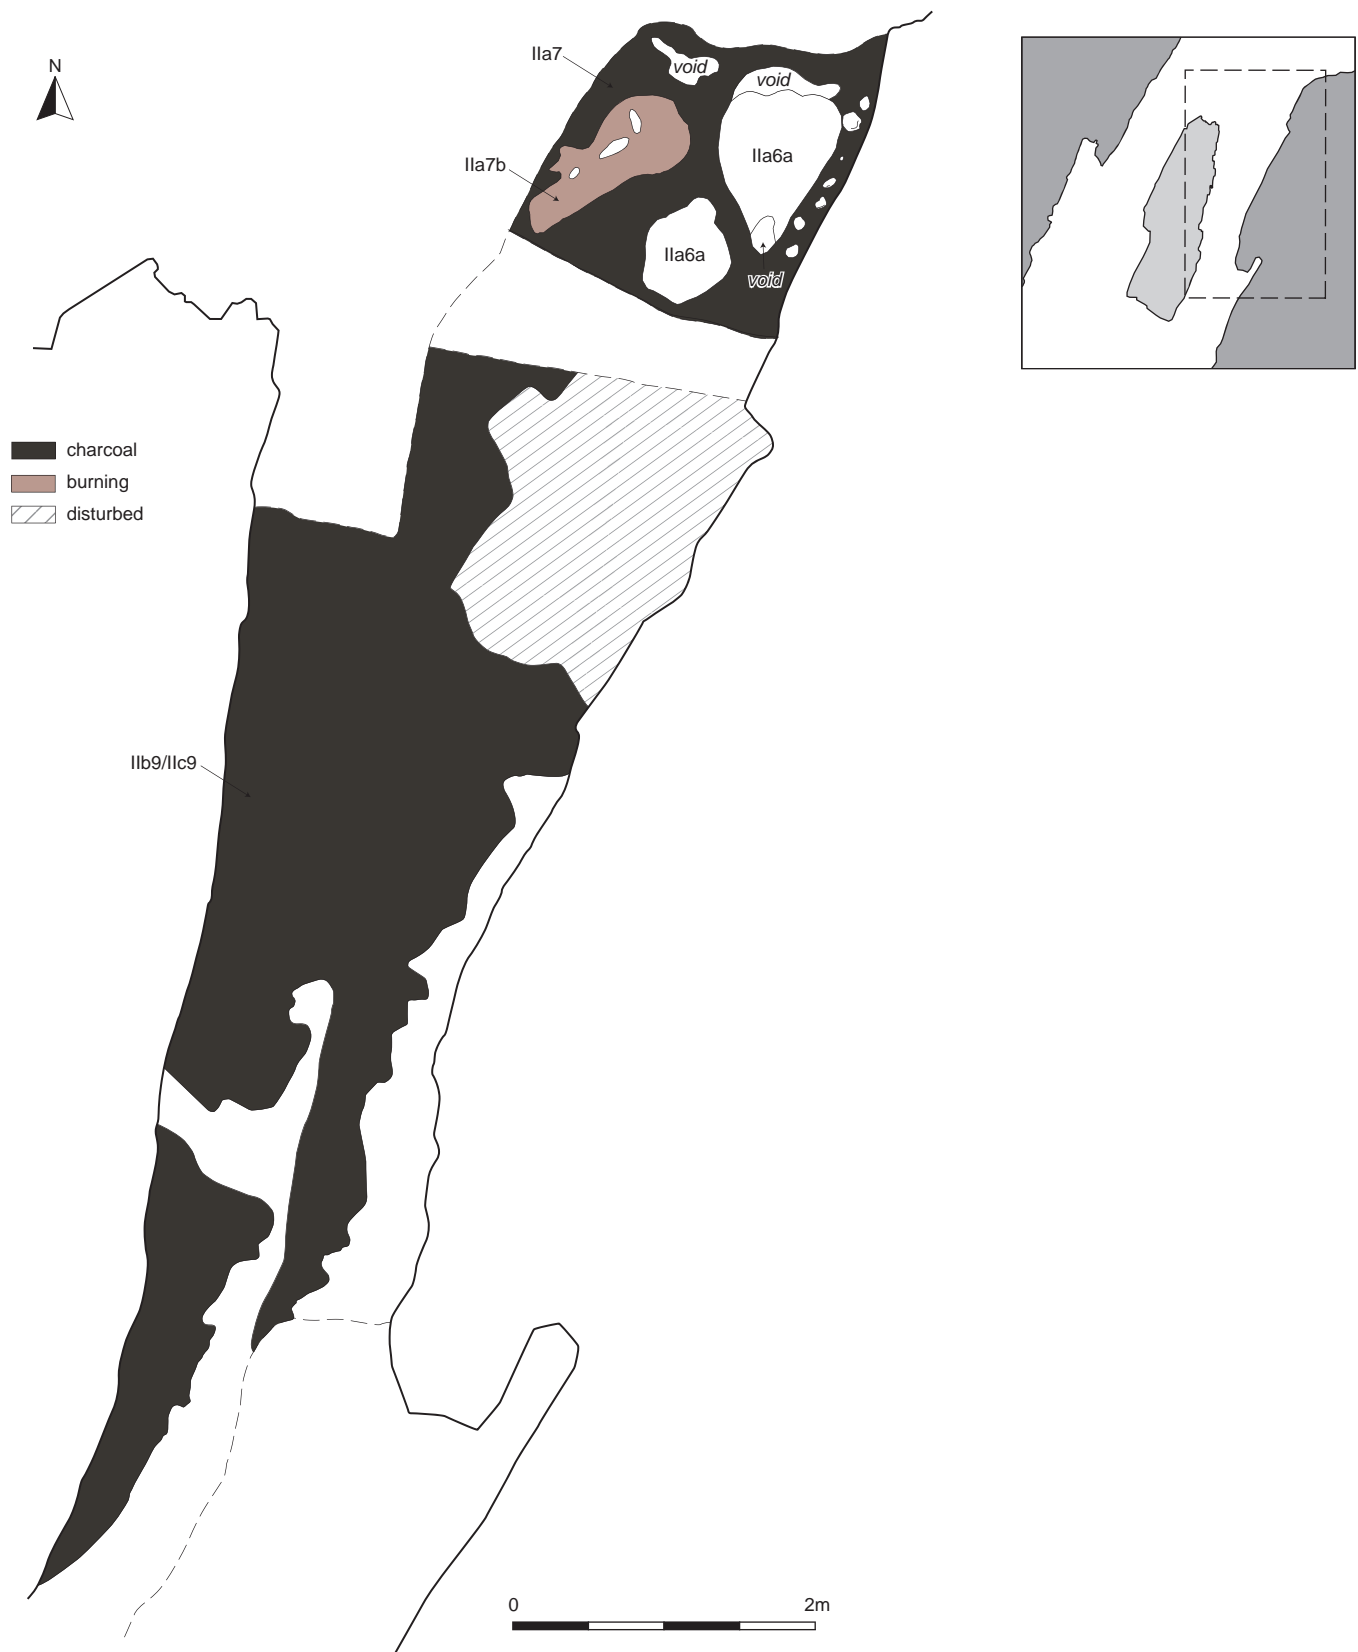 IIa7
void
N
void
IIa6a
IIa7b
IIa6a
void
charcoal
burning
disturbed
IIb9/IIc9
0 2m